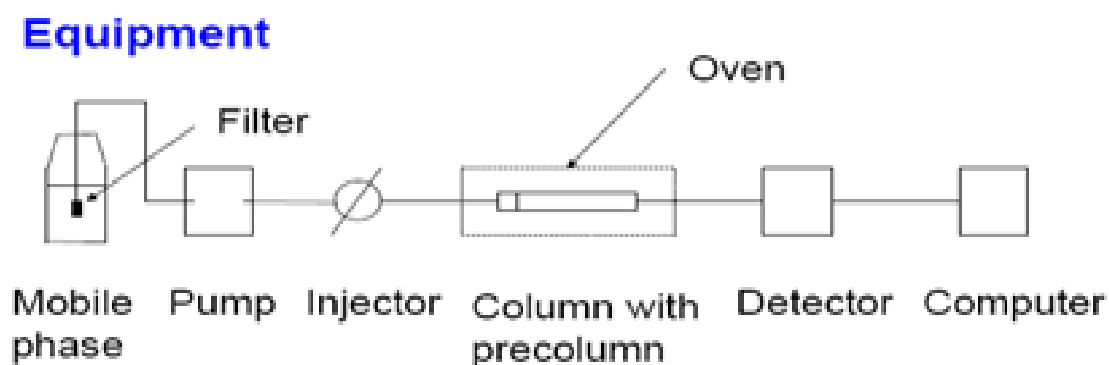 Equipment
Oven
Filter
Mobile
phase
Pump
Injector
Column with
precolumn
Detector
Computer